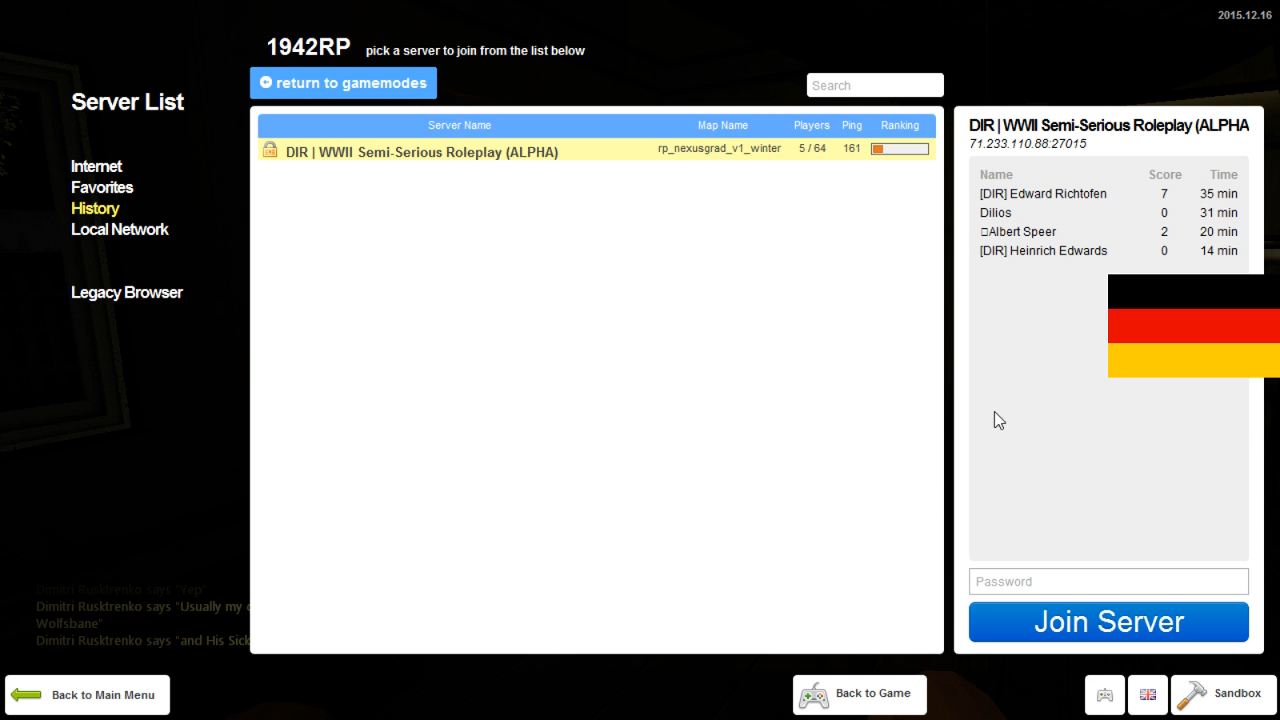 2015.12.16
1942RP pick a server to join from the list below
return to gamemodes
Search
Server List
Internet
Favorites
History
Local Network
Legacy Browser
Server Name Map Name Players Ping Ranking
DIR | WWII Semi-Serious Roleplay (ALPHA) rp_nexusgrad_v1_winter 5 / 64 161
DIR | WWII Semi-Serious Roleplay (ALPHA
71.233.110.88:27015
Name Score Time
[DIR] Edward Richtofen 7 35 min
Dilios 0 31 min
Albert Speer 2 20 min
[DIR] Heinrich Edwards 0 14 min
Password
Join Server
Dimitri Rusktrenko says "Yep"
Dimitri Rusktrenko says "Usually my
Wolfsbane"
Dimitri Rusktrenko says "and His Sick
Back to Main Menu
Back to Game
Sandbox